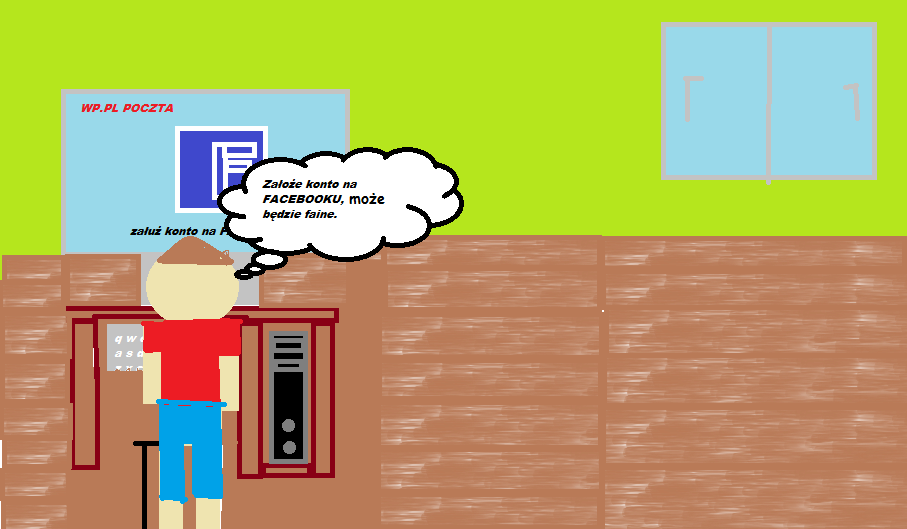 WP.PL POCZTA
Założe konto na
FACEBOOKU, może
będzie faine.
załuż konto na
q w
a s